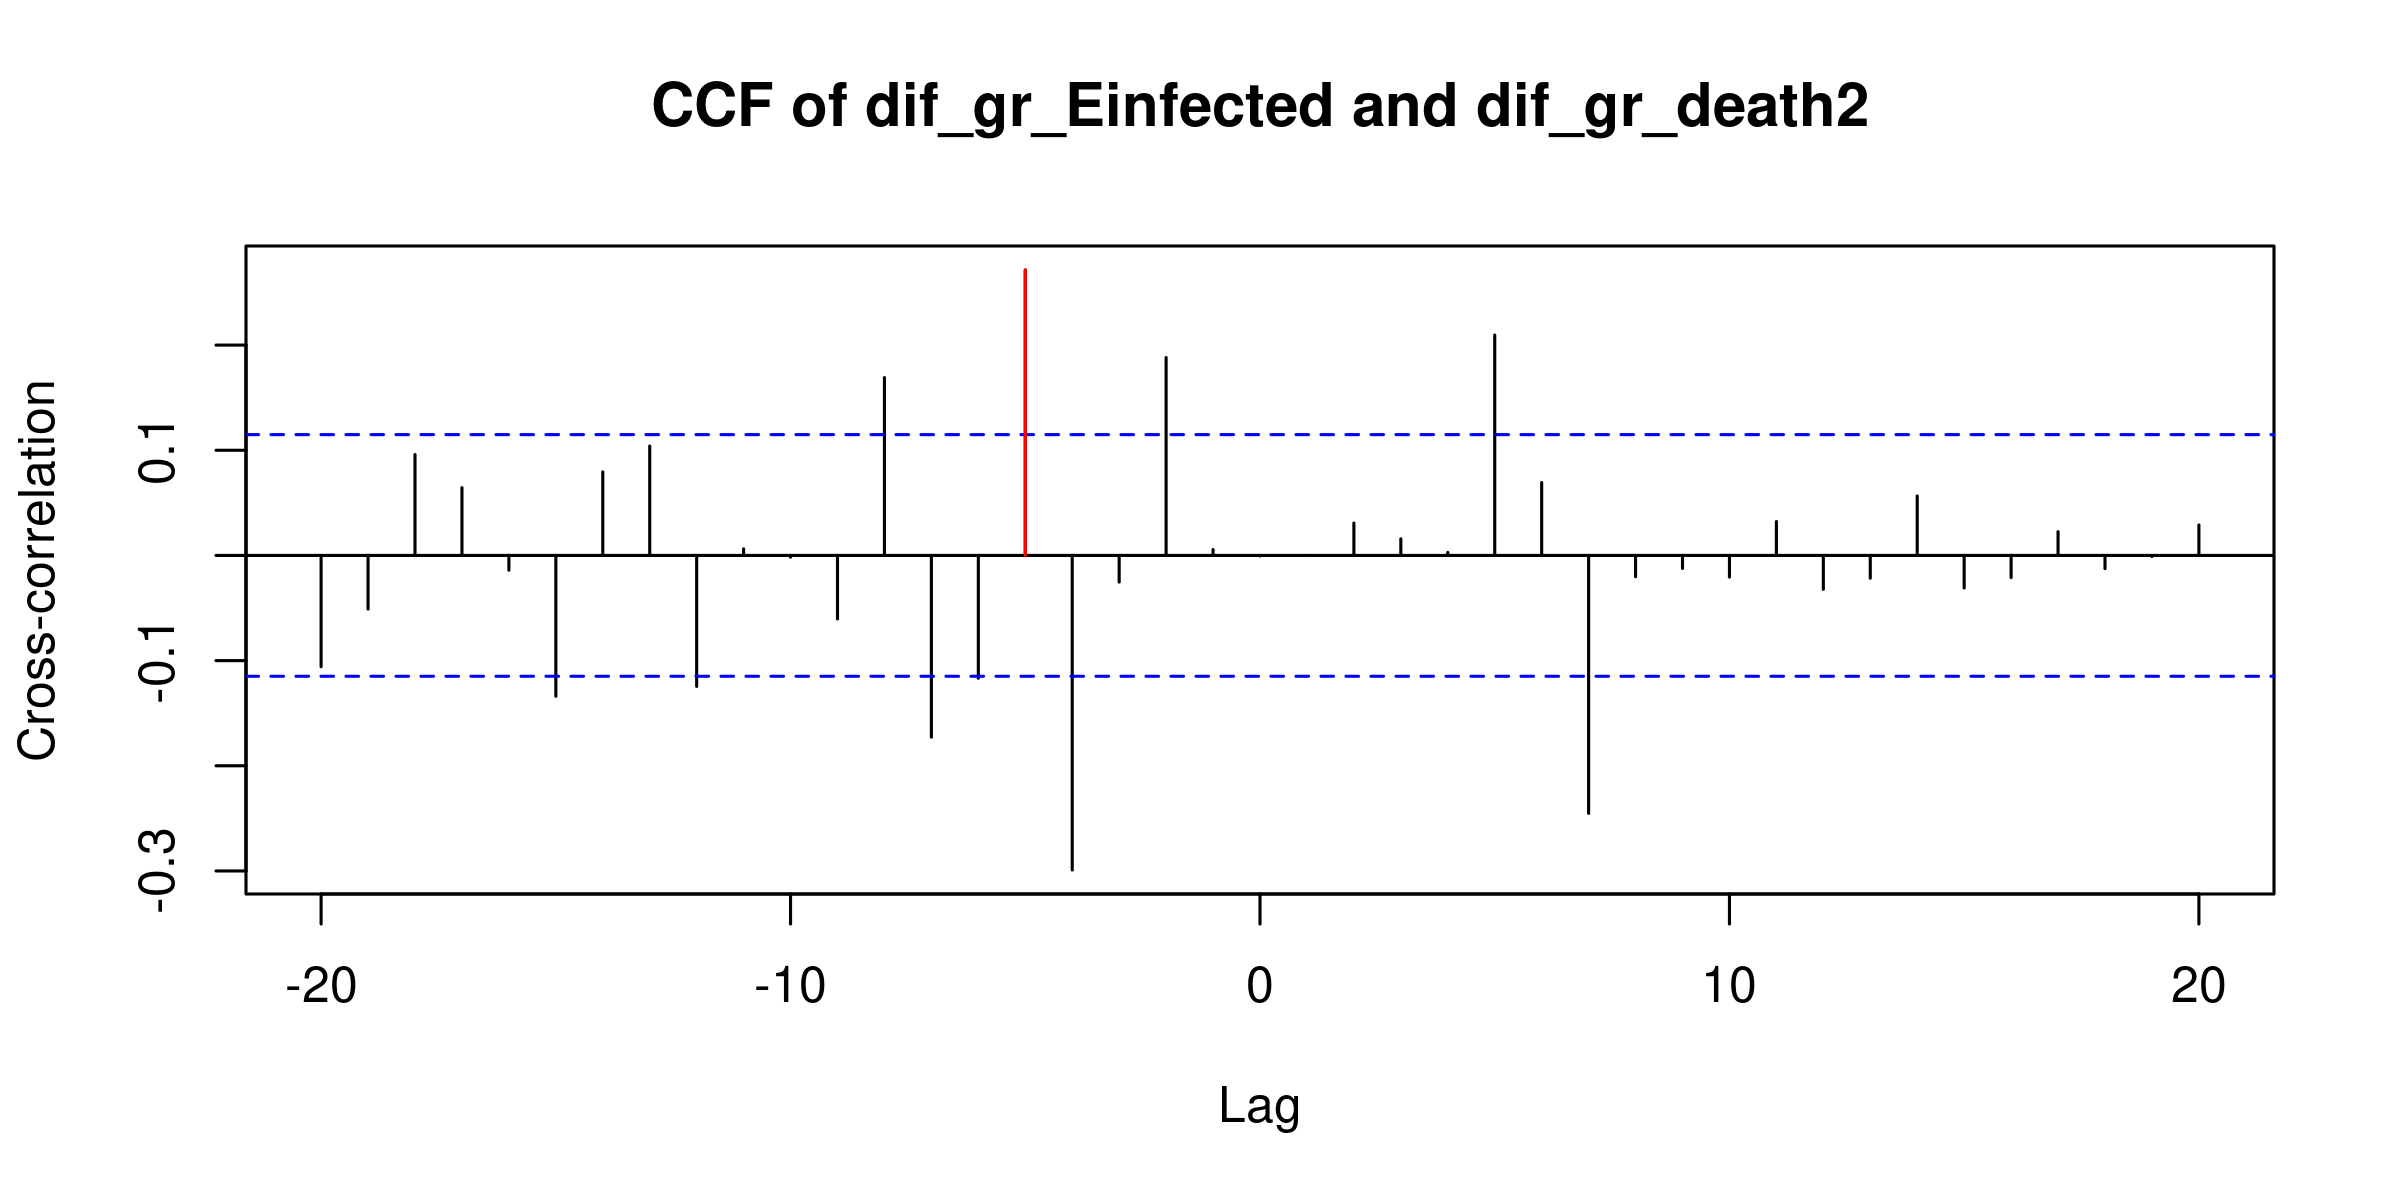 CCF of dif_gr_Einfected and dif_gr_death2
Cross-correlation
0.1
-0.1
-0.3
-20 -10 0 10 20
Lag